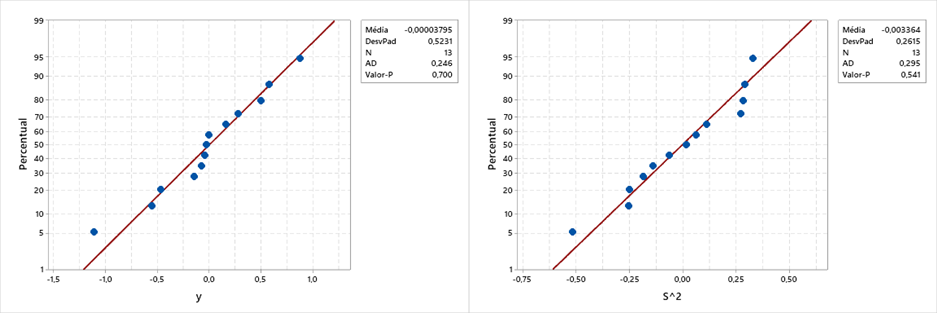 99
95
90
80
70
60
50
40
30
20
10
5
1
Percentual
-1,5
-1,0
-0,5
0,0
0,5
1,0
y
Média -0,00003795
DesvPad 0,5231
N 13
AD 0,246
Valor-P 0,700
99
95
90
80
70
60
50
40
30
20
10
5
1
Percentual
-0,75
-0,50
-0,25
0,00
0,25
0,50
S^2
Média -0,003364
DesvPad 0,2615
N 13
AD 0,295
Valor-P 0,541